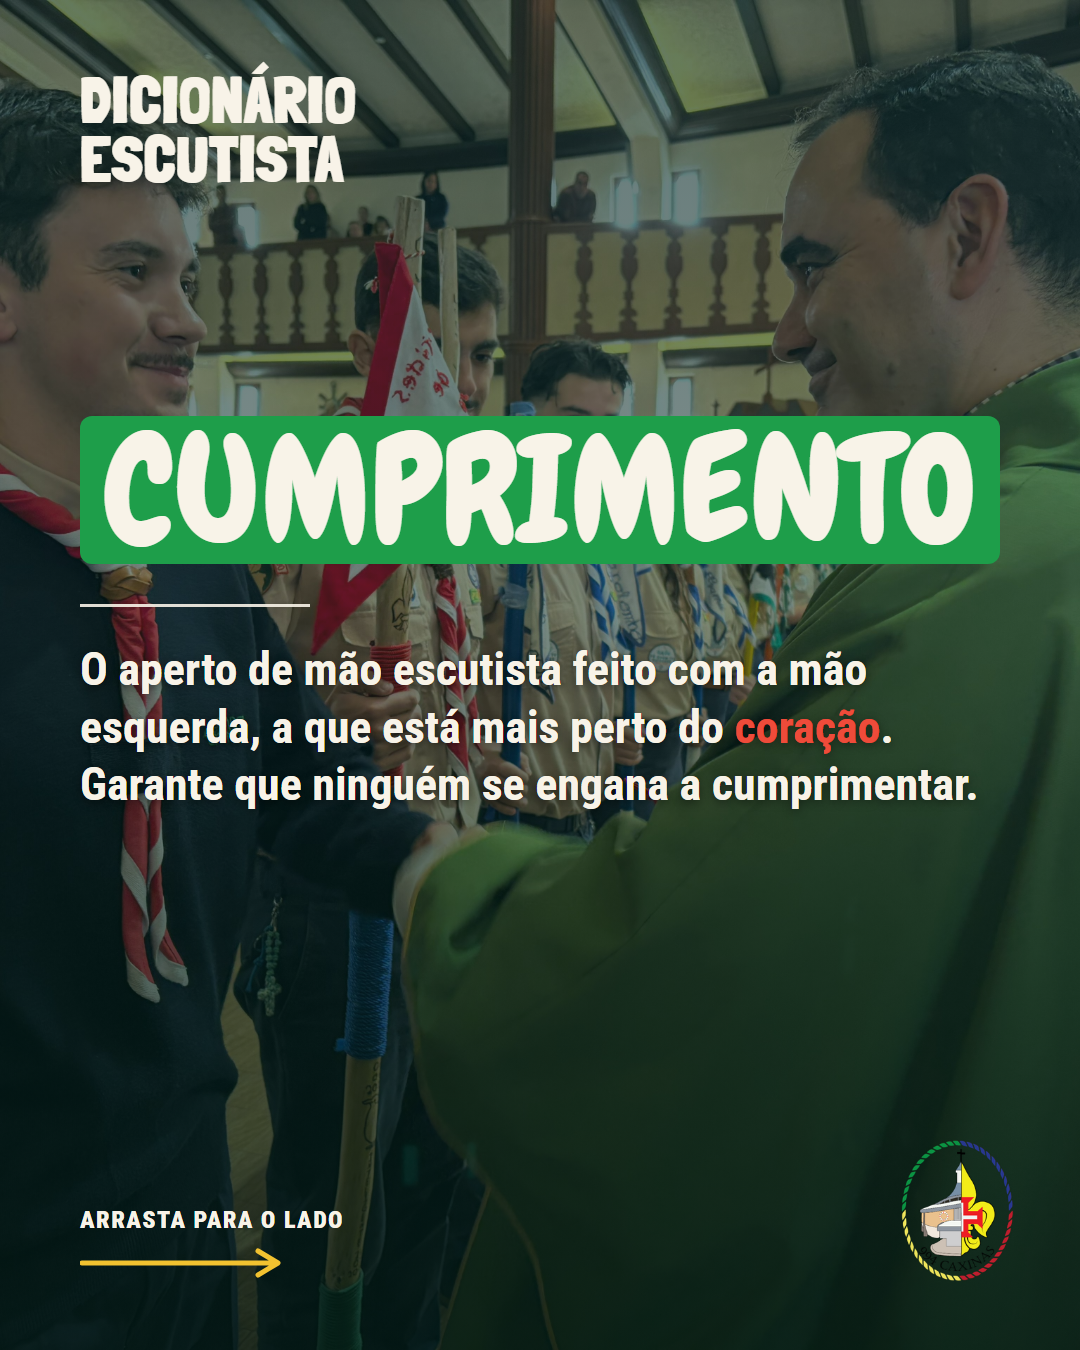 DICIONÁRIO
ESCUTISTA
CUMPRIMENTO
O aperto de mão escutista feito com a mão
esquerda, a que está mais perto do coração.
Garante que ninguém se engana a cumprimentar.
ARRASTA PARA O LADO
CAXINAS